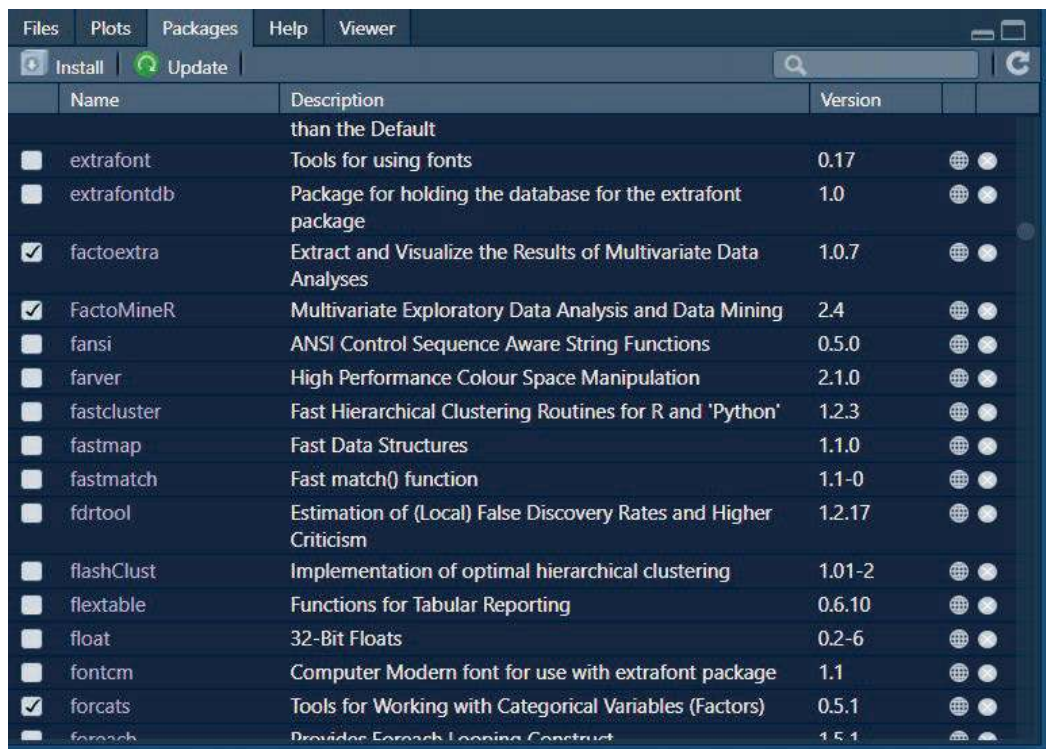 Files Plots Packages Help Viewer
Install Update
Name Description Version
than the Default
extrafont Tools for using fonts 0.17
extrafontdb Package for holding the database for the extrafont 1.0
package
factoextra Extract and Visualize the Results of Multivariate Data 1.0.7
Analyses
FactoMineR Multivariate Exploratory Data Analysis and Data Mining 2.4
fansi ANSI Control Sequence Aware String Functions 0.5.0
farver High Performance Colour Space Manipulation 2.1.0
fastcluster Fast Hierarchical Clustering Routines for R and 'Python' 1.2.3
fastmap Fast Data Structures 1.1.0
fastmatch Fast match() function 1.1-0
fdrtool Estimation of (Local) False Discovery Rates and Higher 1.2.17
Criticism
flashClust Implementation of optimal hierarchical clustering 1.01-2
flextable Functions for Tabular Reporting 0.6.10
float 32-Bit Floats 0.2-6
fontcm Computer Modern font for use with extrafont package 1.1
forcats Tools for Working with Categorical Variables (Factors) 0.5.1
foreach Provides Foreach Looping Construct 1.5.1